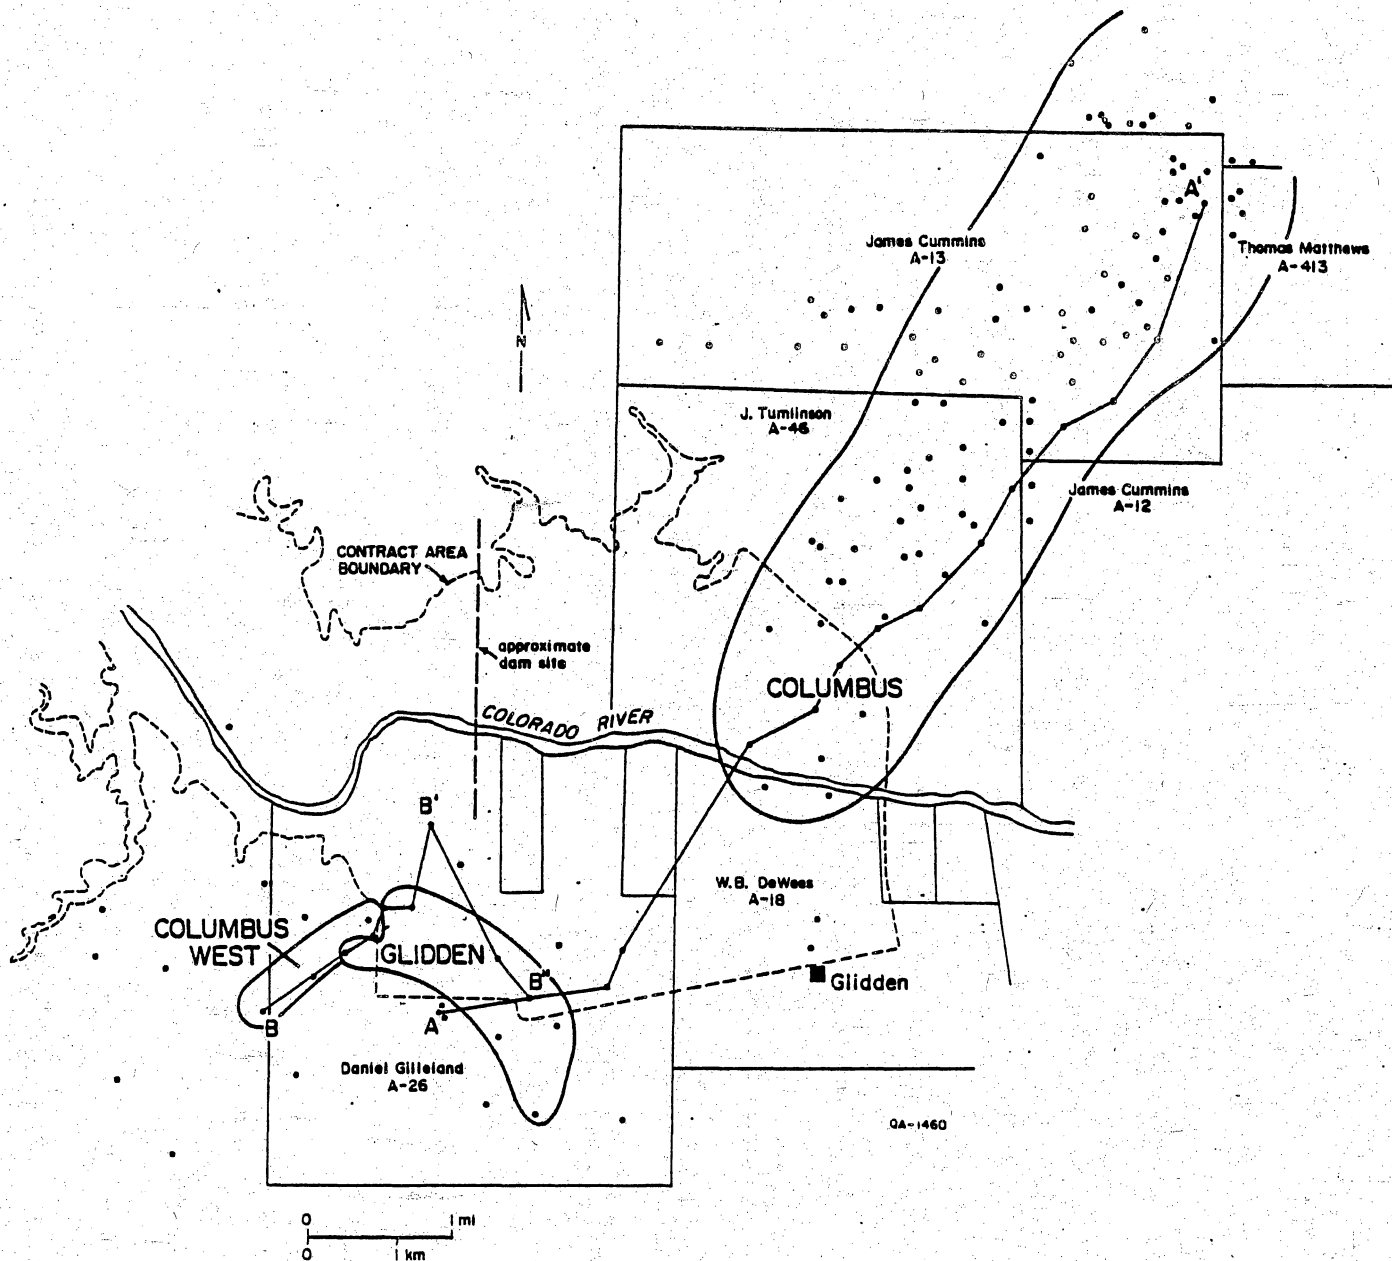 A'
James Cummins
A-13
Thomas Matthews
A-413
N
J. Tumlinson
A-46
James Cummins
A-12
CONTRACT AREA
BOUNDARY
approximate
dam site
COLUMBUS
COLORADO RIVER
B'
W.B. DeWees
A-18
COLUMBUS
WEST
GLIDDEN
B"
Glidden
A
B
Daniel Gilleland
A-26
QA-1460
0 1 mi
0 1 km